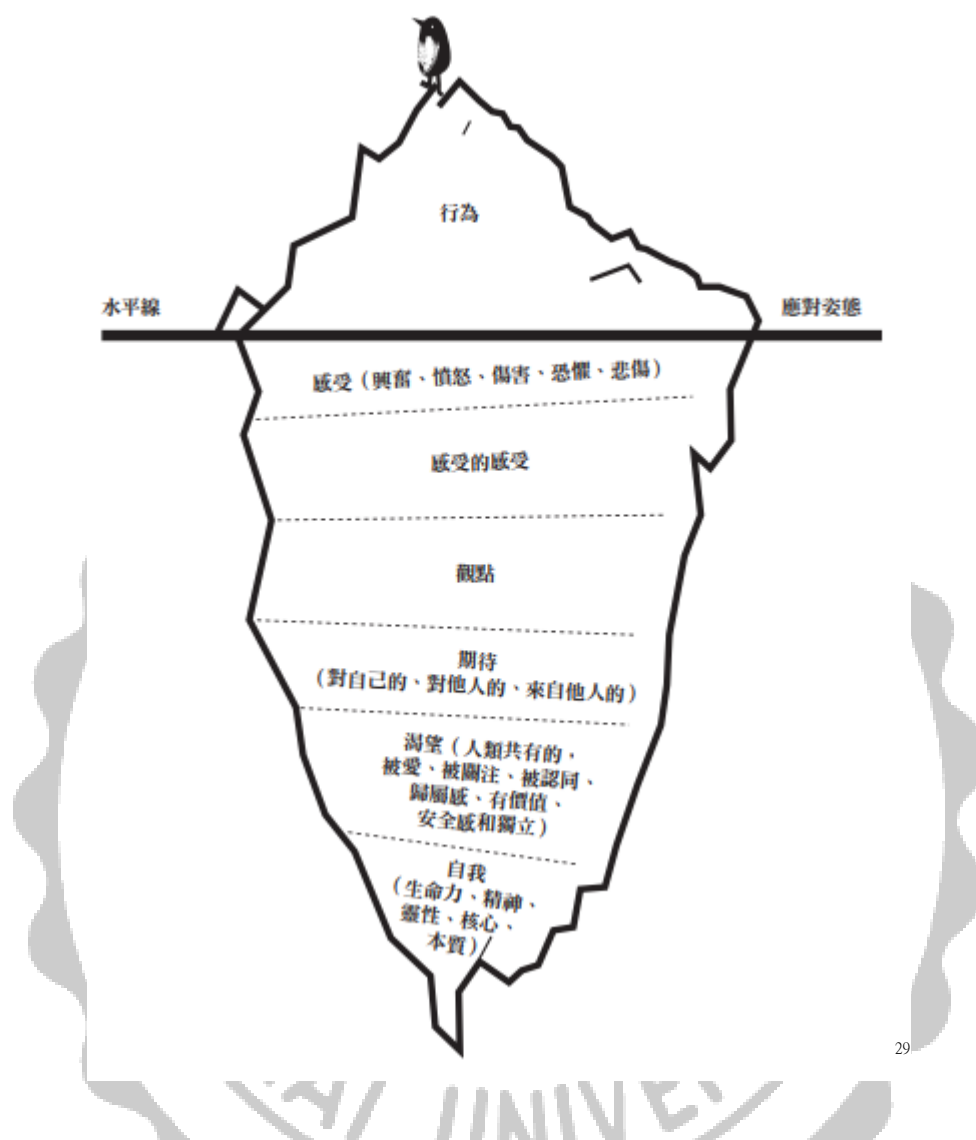 行為
水平線
應對姿態
感受（興奮、憤怒、傷害、恐懼、悲傷）
感受的感受
觀點
期待
（對自己的、對他人的、來自他人的）
渴望（人類共有的，
被愛、被關注、被認同、
歸屬感、有價值、
安全感和獨立）
自我
（生命力、精神、
靈性、核心、
本質）
29